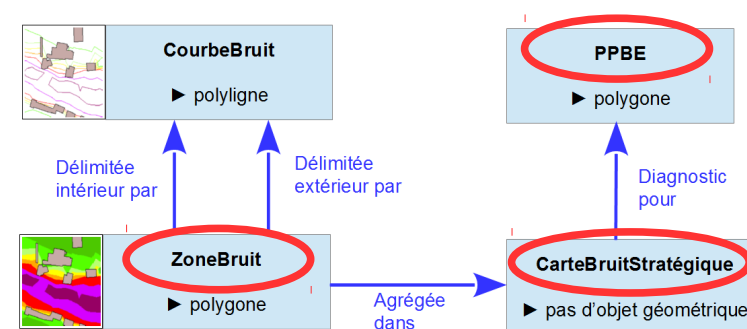 CourbeBruit
► polyligne
PPBE
► polygone
Délimitée
intérieur par
Délimitée
extérieur par
Diagnostic
pour
ZoneBruit
► polygone
Agrégée
dans
CarteBruitStratégique
► pas d'objet géométrique